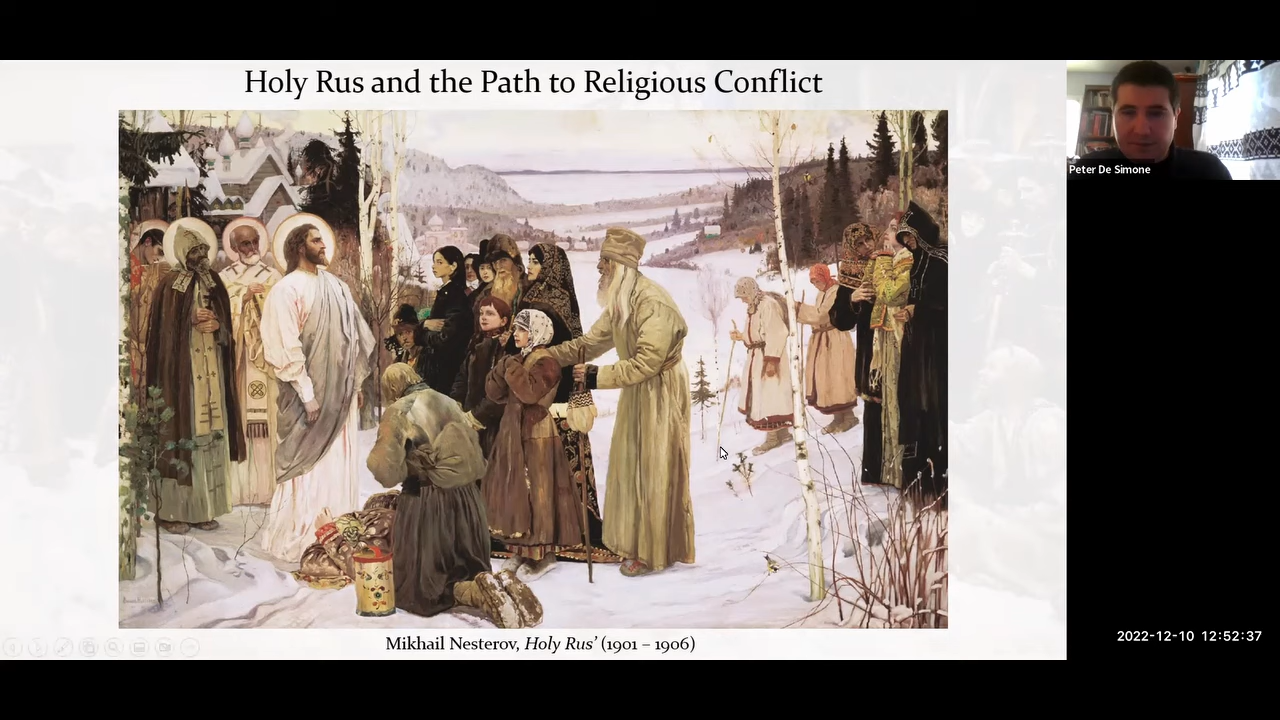 Holy Rus and the Path to Religious Conflict
Peter De Simone
2022-12-10 12:52:37
Mikhail Nesterov, Holy Rus’ (1901 – 1906)